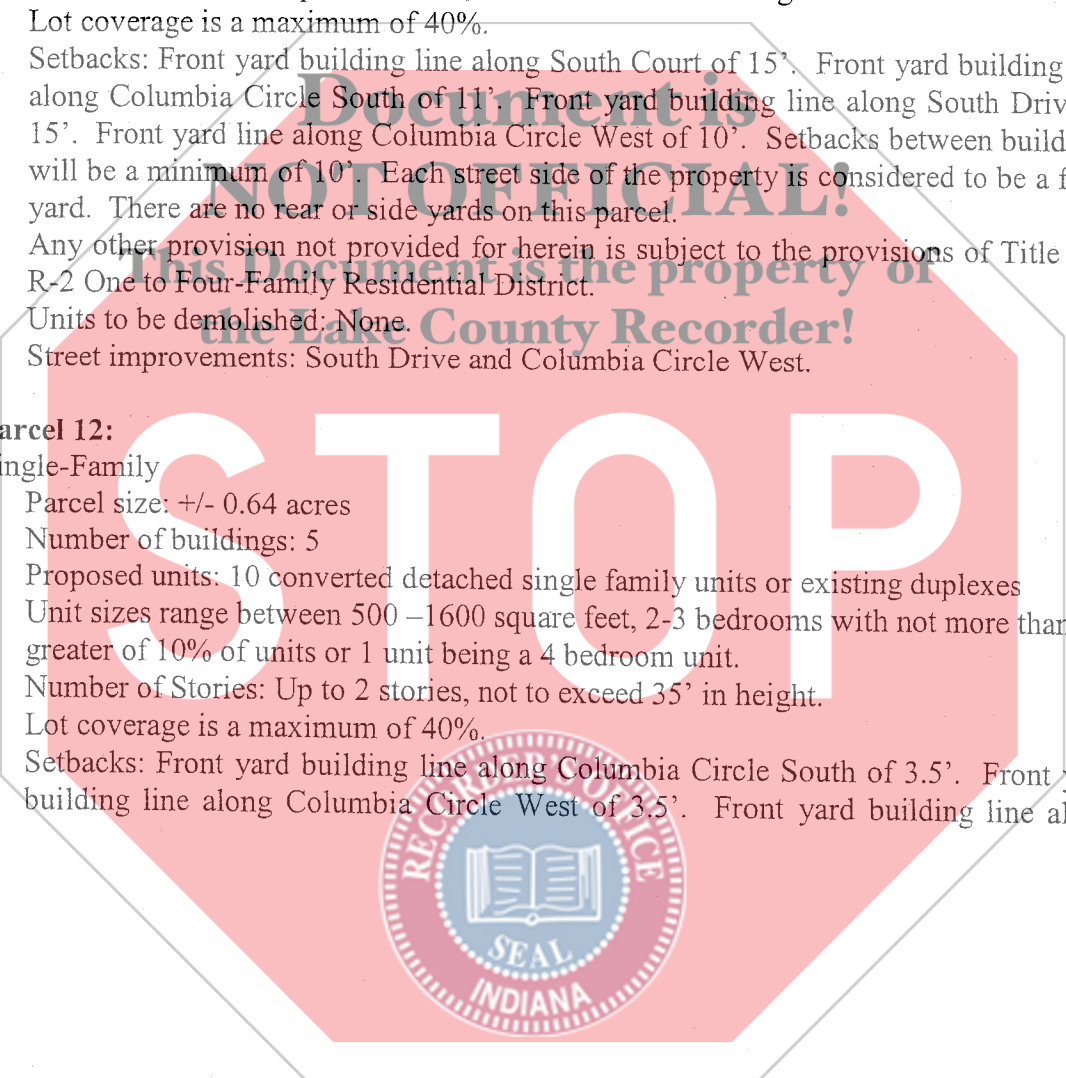 Lot coverage is a maximum of 40%.
Setbacks: Front yard building line along South Court of 15’. Front yard building
along Columbia Circle South of 11’. Front yard building line along South Driv
15’. Front yard line along Columbia Circle West of 10’. Setbacks between build
will be a minimum of 10’. Each street side of the property is considered to be a f
yard. There are no rear or side yards on this parcel.
Any other provision not provided for herein is subject to the provisions of Title
R-2 One to Four-Family Residential District.
Units to be demolished: None.
Street improvements: South Drive and Columbia Circle West.
Document is
NOT OFFICIAL!
This Document is the property of
the Lake County Recorder!
STOP
arcel 12:
ingle-Family
Parcel size: +/- 0.64 acres
Number of buildings: 5
Proposed units: 10 converted detached single family units or existing duplexes
Unit sizes range between 500 –1600 square feet, 2-3 bedrooms with not more than
greater of 10% of units or 1 unit being a 4 bedroom unit.
Number of Stories: Up to 2 stories, not to exceed 35’ in height.
Lot coverage is a maximum of 40%.
Setbacks: Front yard building line along Columbia Circle South of 3.5’. Front y
building line along Columbia Circle West of 3.5’. Front yard building line al
RECORDER'S OFFICE
SEAL
INDIANA